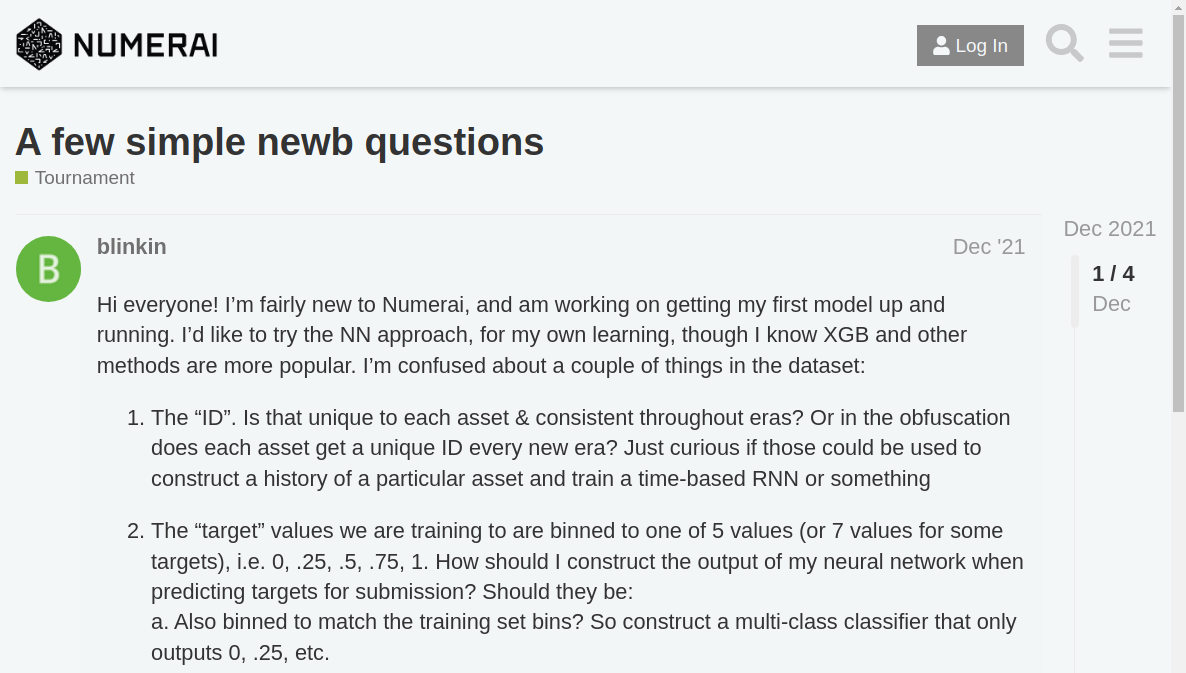 NUMERAI
Log In
A few simple newb questions
Tournament
Dec 2021
B
blinkin
Dec '21
1 / 4
Dec
Hi everyone! I’m fairly new to Numerai, and am working on getting my first model up and
running. I’d like to try the NN approach, for my own learning, though I know XGB and other
methods are more popular. I’m confused about a couple of things in the dataset:
1. The “ID”. Is that unique to each asset & consistent throughout eras? Or in the obfuscation
does each asset get a unique ID every new era? Just curious if those could be used to
construct a history of a particular asset and train a time-based RNN or something
2. The “target” values we are training to are binned to one of 5 values (or 7 values for some
targets), i.e. 0, .25, .5, .75, 1. How should I construct the output of my neural network when
predicting targets for submission? Should they be:
a. Also binned to match the training set bins? So construct a multi-class classifier that only
outputs 0, .25, etc.